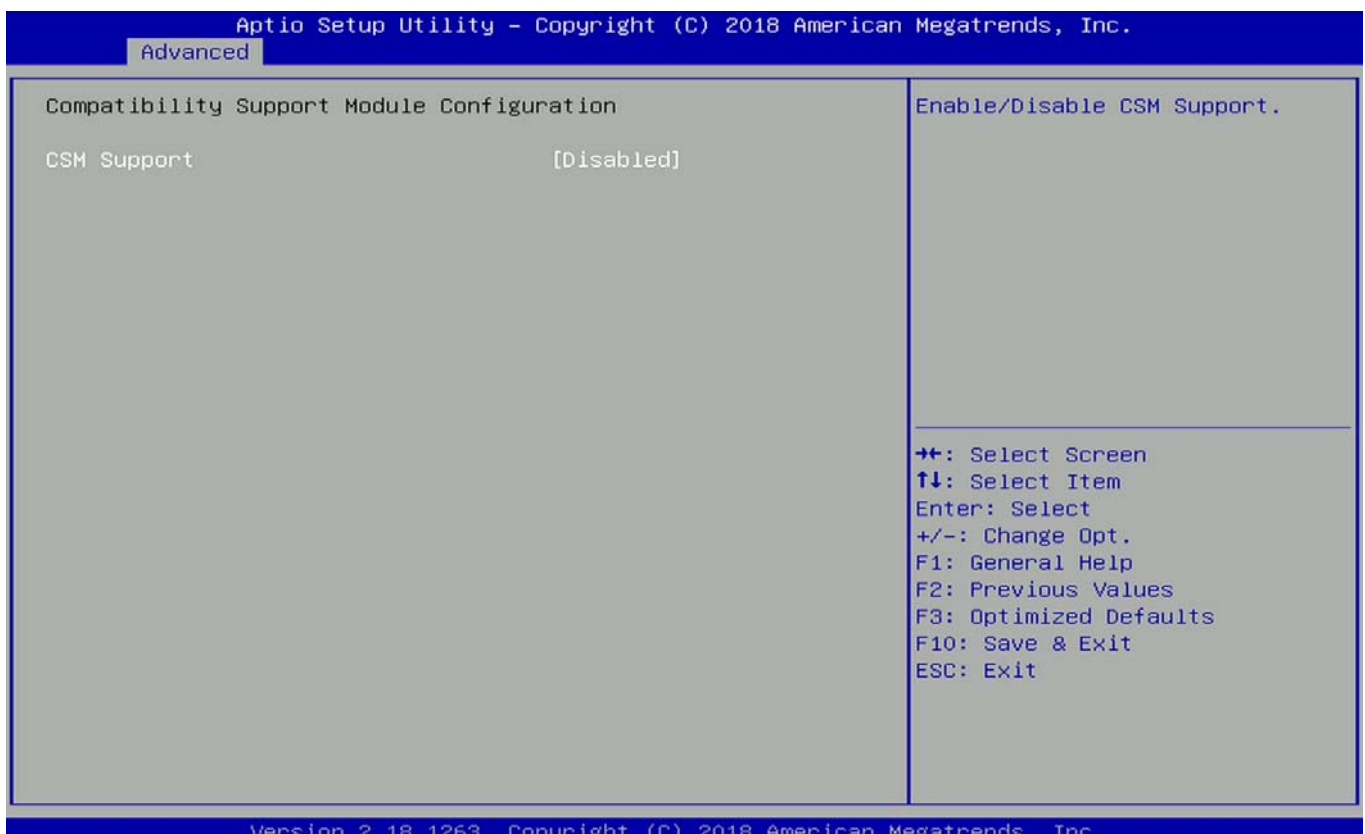 Aptio Setup Utility – Copyright (C) 2018 American Megatrends, Inc.
Advanced
Compatibility Support Module Configuration
CSM Support [Disabled]
Enable/Disable CSM Support.
→←: Select Screen
↑↓: Select Item
Enter: Select
+/-: Change Opt.
F1: General Help
F2: Previous Values
F3: Optimized Defaults
F10: Save & Exit
ESC: Exit
Version 2.18.1263. Copyright (C) 2018 American Megatrends, Inc.